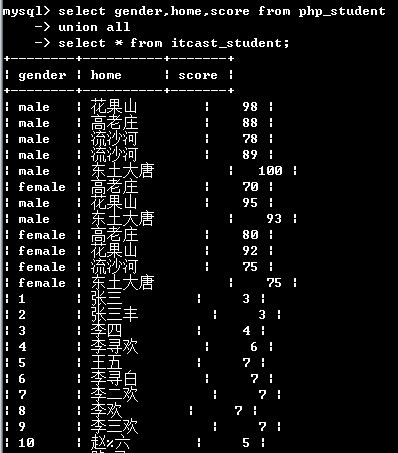 mysql> select gender,home,score from php_student
-> union all
-> select * from itcast_student;
+--------+----------+-------+
| gender | home | score |
+--------+----------+-------+
| male | 花果山 | 98 |
| male | 高老庄 | 88 |
| male | 流沙河 | 78 |
| male | 流沙河 | 89 |
| male | 东土大唐 | 100 |
| female | 高老庄 | 70 |
| male | 花果山 | 95 |
| male | 东土大唐 | 93 |
| female | 高老庄 | 80 |
| female | 花果山 | 92 |
| female | 流沙河 | 75 |
| female | 东土大唐 | 75 |
| 1 | 张三 | 3 |
| 2 | 张三丰 | 3 |
| 3 | 李四 | 4 |
| 4 | 李寻欢 | 6 |
| 5 | 王五 | 7 |
| 6 | 李寻白 | 7 |
| 7 | 李二欢 | 7 |
| 8 | 李欢 | 7 |
| 9 | 李三欢 | 7 |
| 10 | 赵%六 | 5 |